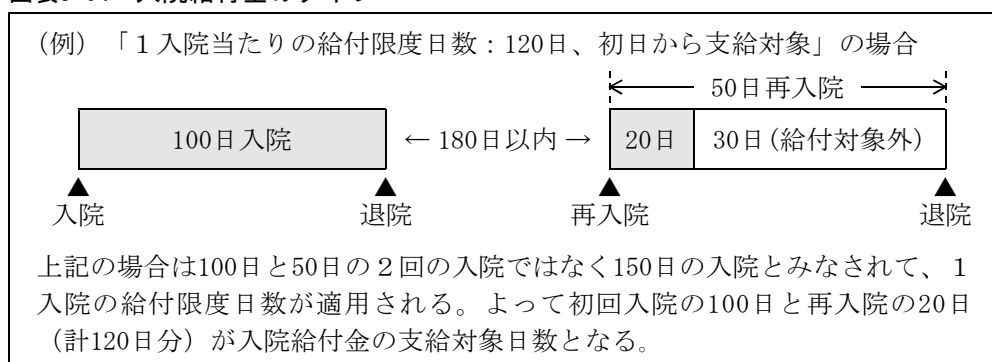 （例）「１入院当たりの給付限度日数：120日、初日から支給対象」の場合
50日再入院
100日入院
←180日以内→
20日
30日(給付対象外)
▲
▲
▲
▲
入院
退院
再入院
退院
上記の場合は100日と50日の２回の入院ではなく150日の入院とみなされて、１
入院の給付限度日数が適用される。よって初回入院の100日と再入院の20日
（計120日分）が入院給付金の支給対象日数となる。